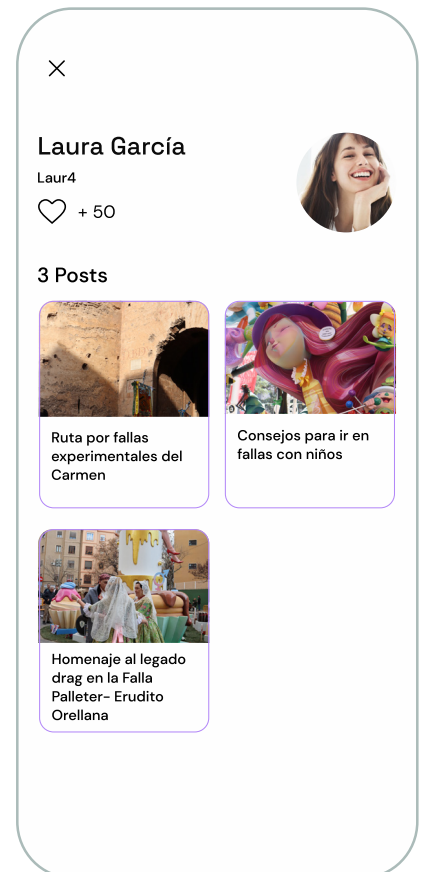 Laura García
Laur4
+ 50
3 Posts
Ruta por fallas
experimentales del
Carmen
Consejos para ir en
fallas con niños
Homenaje al legado
drag en la Falla
Palleter- Erudito
Orellana